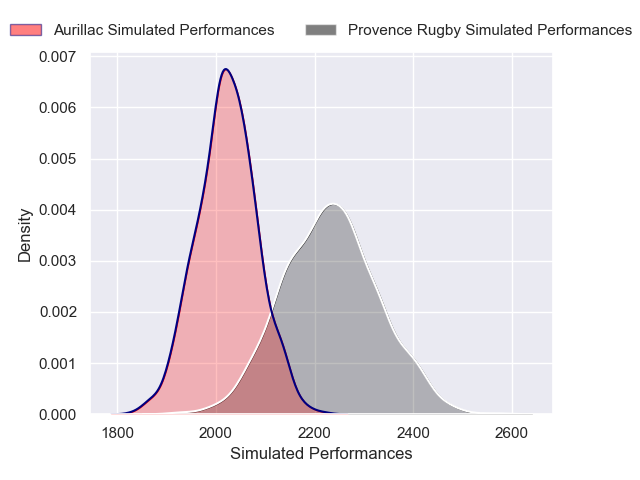 Aurillac Simulated Performances Provence Rugby Simulated Performances
0.007
0.006
0.005
0.004
0.003
0.002
0.001
0.000
Density
1800 2000 2200 2400 2600
Simulated Performances